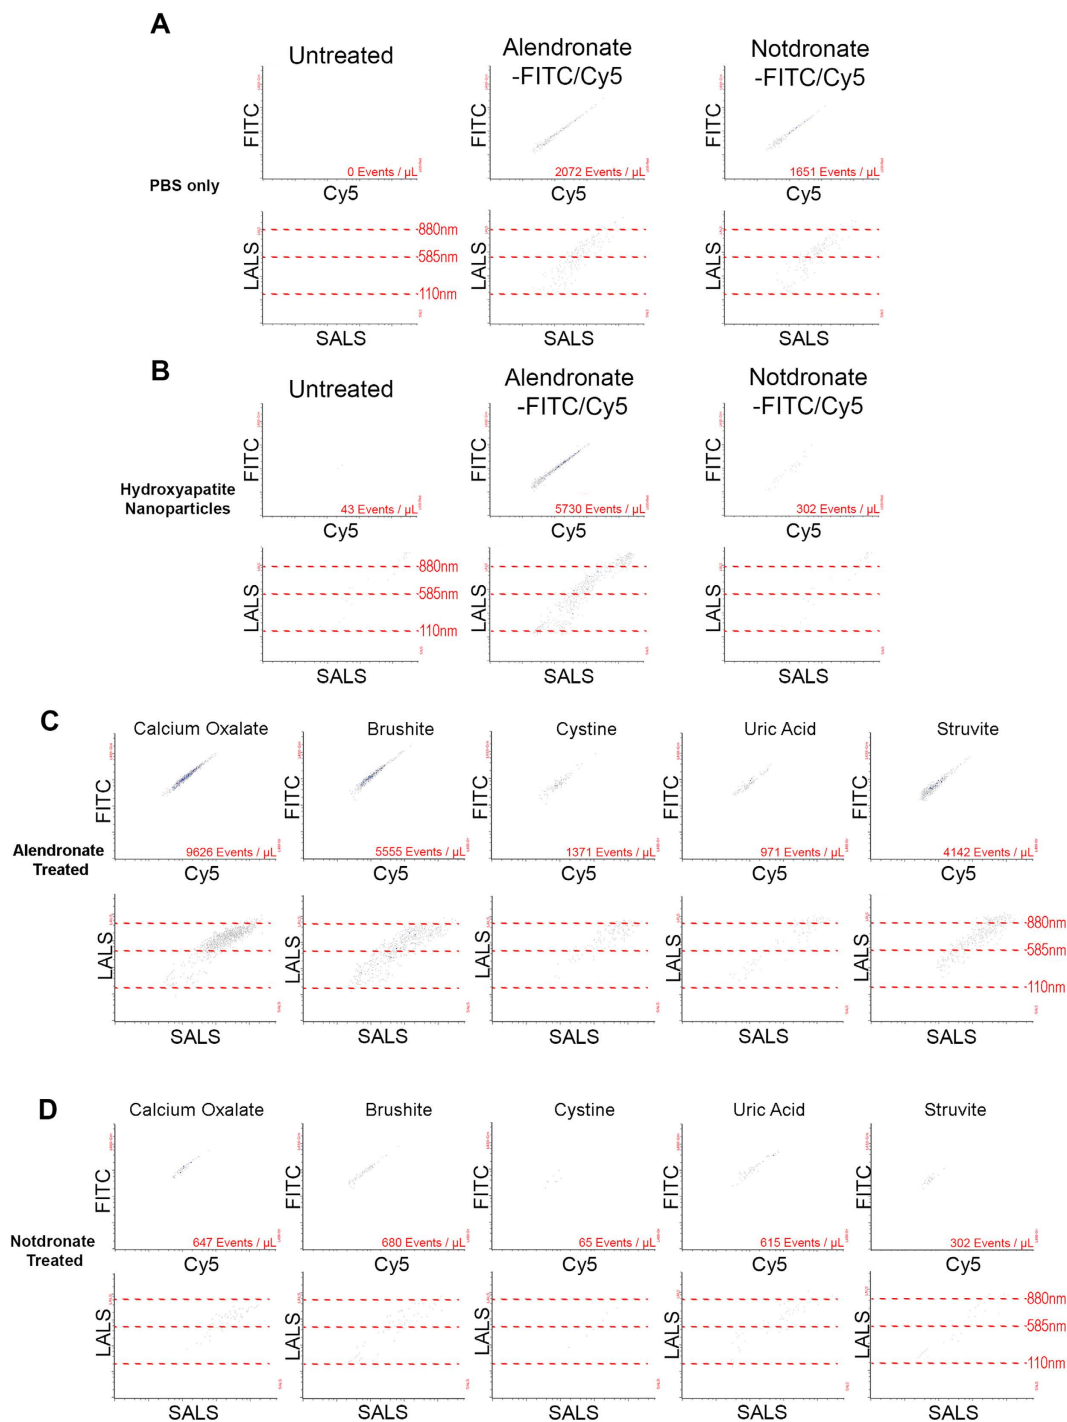 A
Untreated
Alendronate
-FITC/Cy5
Notdronate
-FITC/Cy5
PBS only
FITC
0 Events / µL
Cy5
FITC
2072 Events / µL
Cy5
FITC
1651 Events / µL
Cy5
LALS
880nm
585nm
110nm
SALS
LALS
SALS
LALS
SALS
B
Untreated
Alendronate
-FITC/Cy5
Notdronate
-FITC/Cy5
Hydroxyapatite
Nanoparticles
FITC
43 Events / µL
Cy5
FITC
5730 Events / µL
Cy5
FITC
302 Events / µL
Cy5
LALS
880nm
585nm
110nm
SALS
LALS
SALS
LALS
SALS
C
Calcium Oxalate
Brushite
Cystine
Uric Acid
Struvite
Alendronate
Treated
FITC
9626 Events / µL
Cy5
FITC
5555 Events / µL
Cy5
FITC
1371 Events / µL
Cy5
FITC
971 Events / µL
Cy5
FITC
4142 Events / µL
Cy5
LALS
SALS
LALS
SALS
LALS
SALS
LALS
SALS
LALS
880nm
585nm
110nm
SALS
D
Calcium Oxalate
Brushite
Cystine
Uric Acid
Struvite
Notdronate
Treated
FITC
647 Events / µL
Cy5
FITC
680 Events / µL
Cy5
FITC
65 Events / µL
Cy5
FITC
615 Events / µL
Cy5
FITC
302 Events / µL
Cy5
LALS
SALS
LALS
SALS
LALS
SALS
LALS
SALS
LALS
880nm
585nm
110nm
SALS